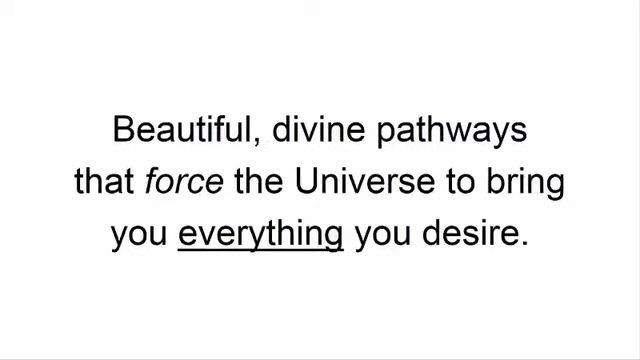 Beautiful, divine pathways
that force the Universe to bring
you everything you desire.